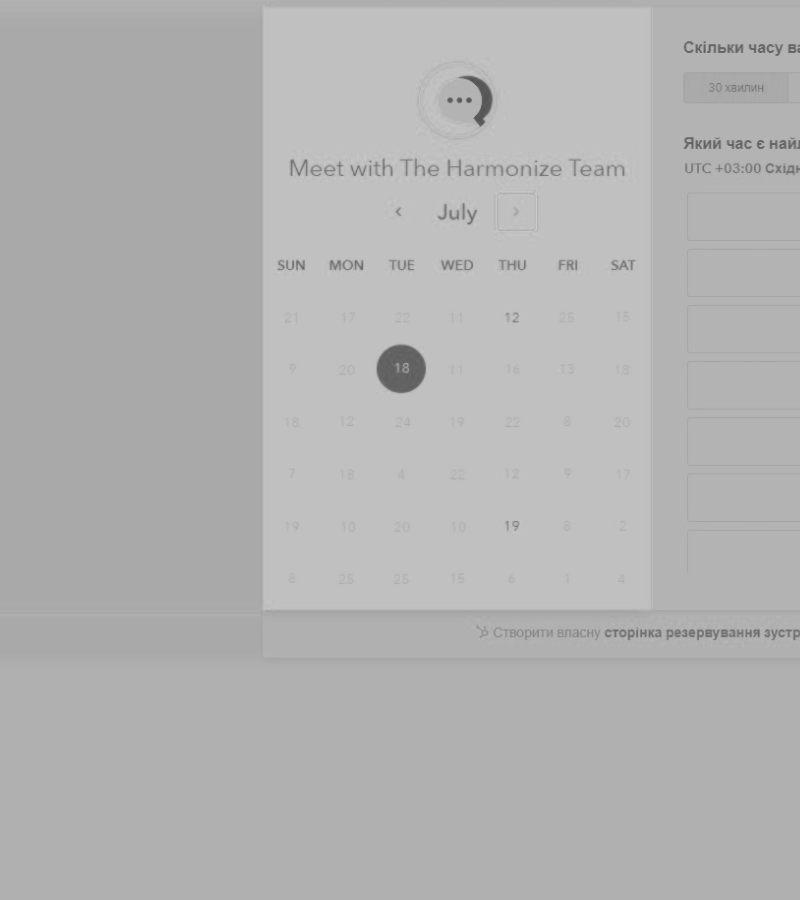 Meet with The Harmonize Team
July
SUN MON TUE WED THU FRI SAT
21 17 22 11 12 25 15
9 20 18 11 16 13 18
18 12 24 19 22 8 20
7 18 4 22 12 9 17
19 10 20 10 19 8 2
8 25 25 15 6 1 4
Скільки часу ва
30 хвилин
Який час є най
UTC +03:00 Східн
Створити власну сторінка резервування зустр